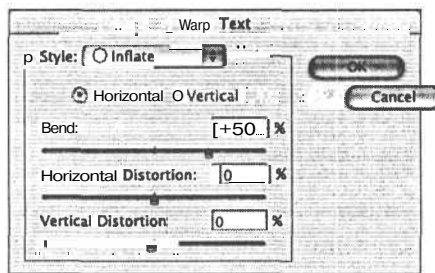 Warp Text
p Style: Inflate
OK
Horizontal O Vertical
Cancel
Bend: [+50 %
Horizontal Distortion: 0 %
Vertical Distortion: 0 %